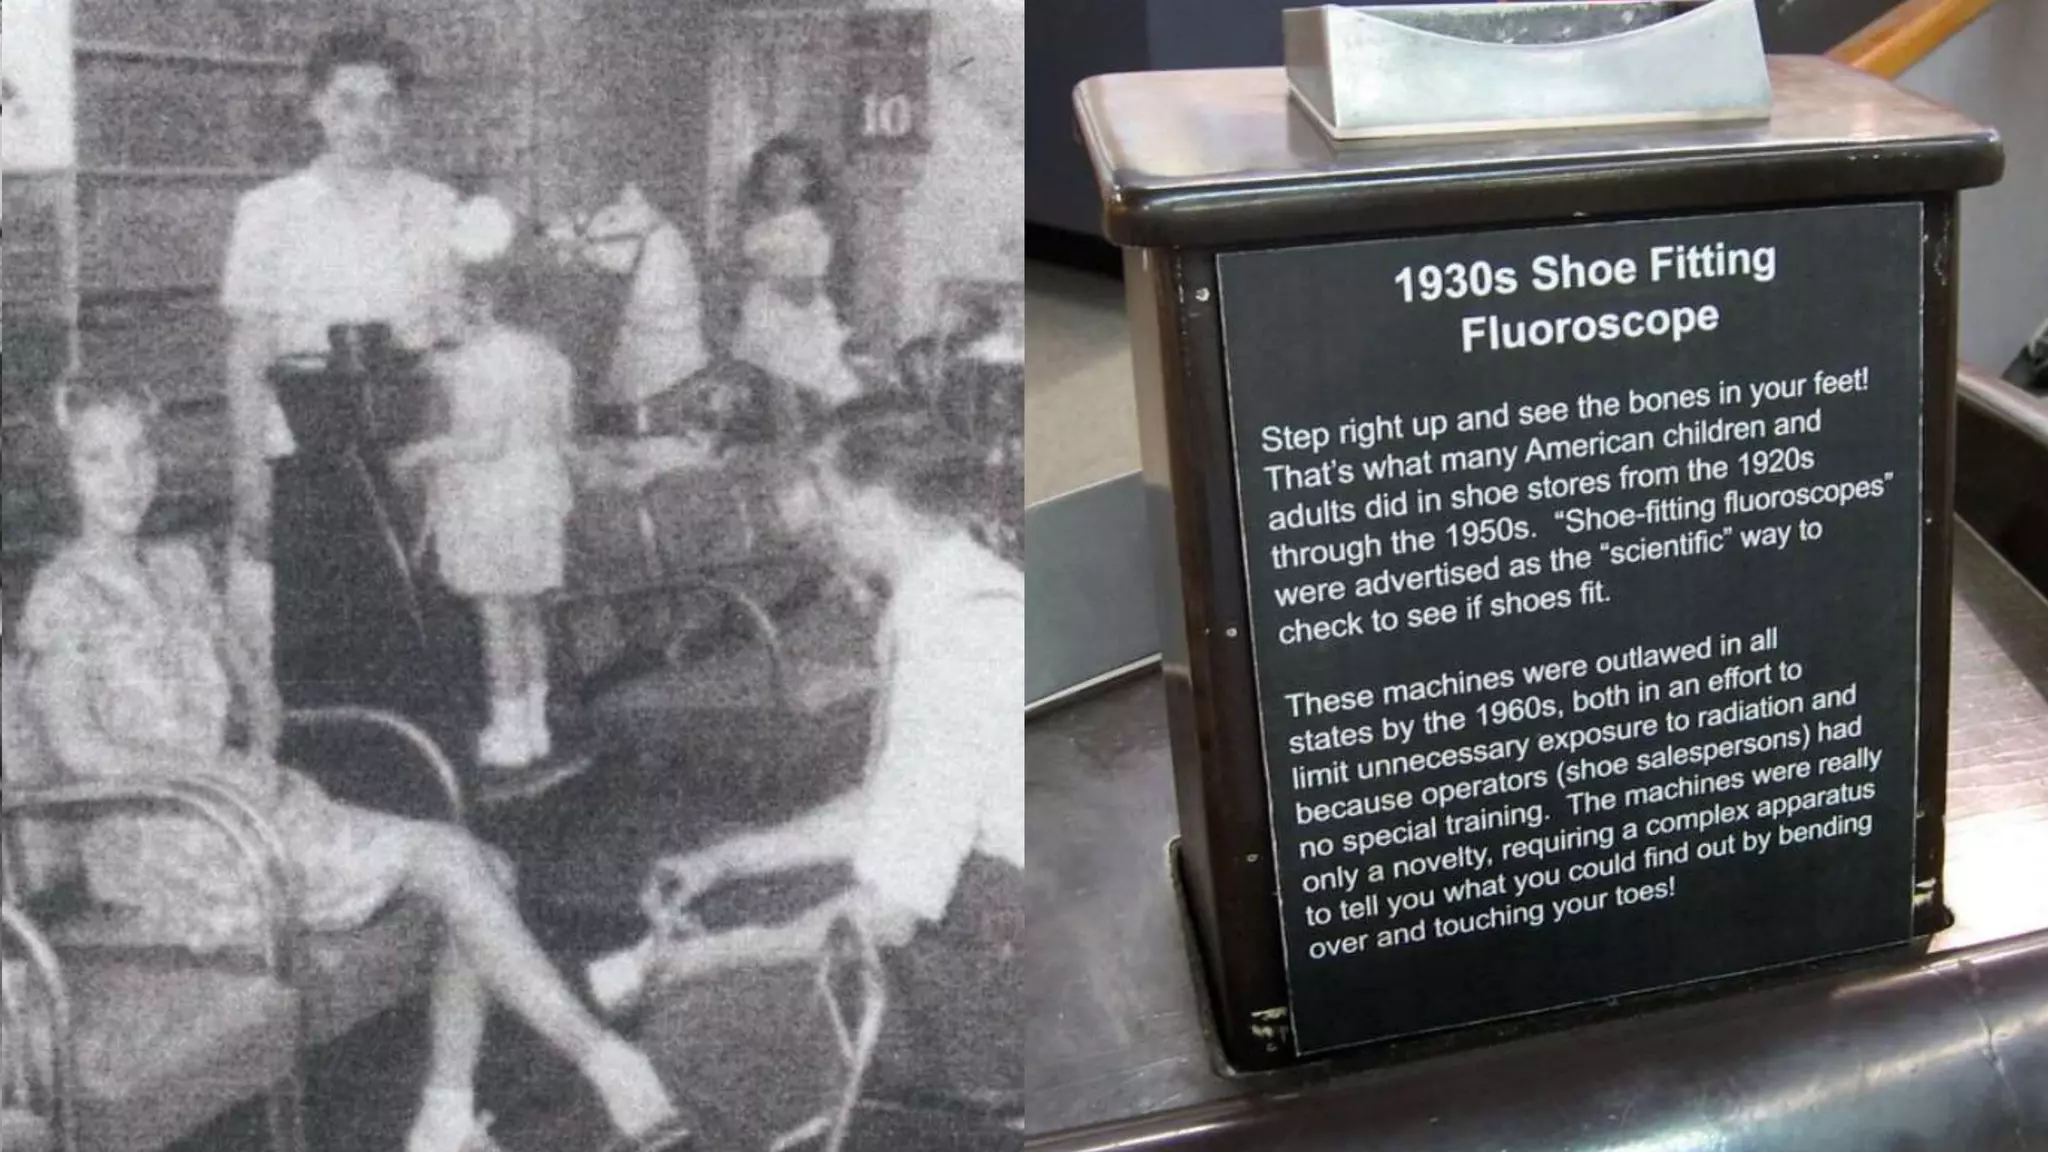 10
1930s Shoe Fitting
Fluoroscope
Step right up and see the bones in your feet!
That's what many American children and
adults did in shoe stores from the 1920s
through the 1950s. “Shoe-fitting fluoroscopes”
were advertised as the “scientific” way to
check to see if shoes fit.
These machines were outlawed in all
states by the 1960s, both in an effort to
limit unnecessary exposure to radiation and
because operators (shoe salespersons) had
no special training. The machines were really
only a novelty, requiring a complex apparatus
to tell you what you could find out by bending
over and touching your toes!